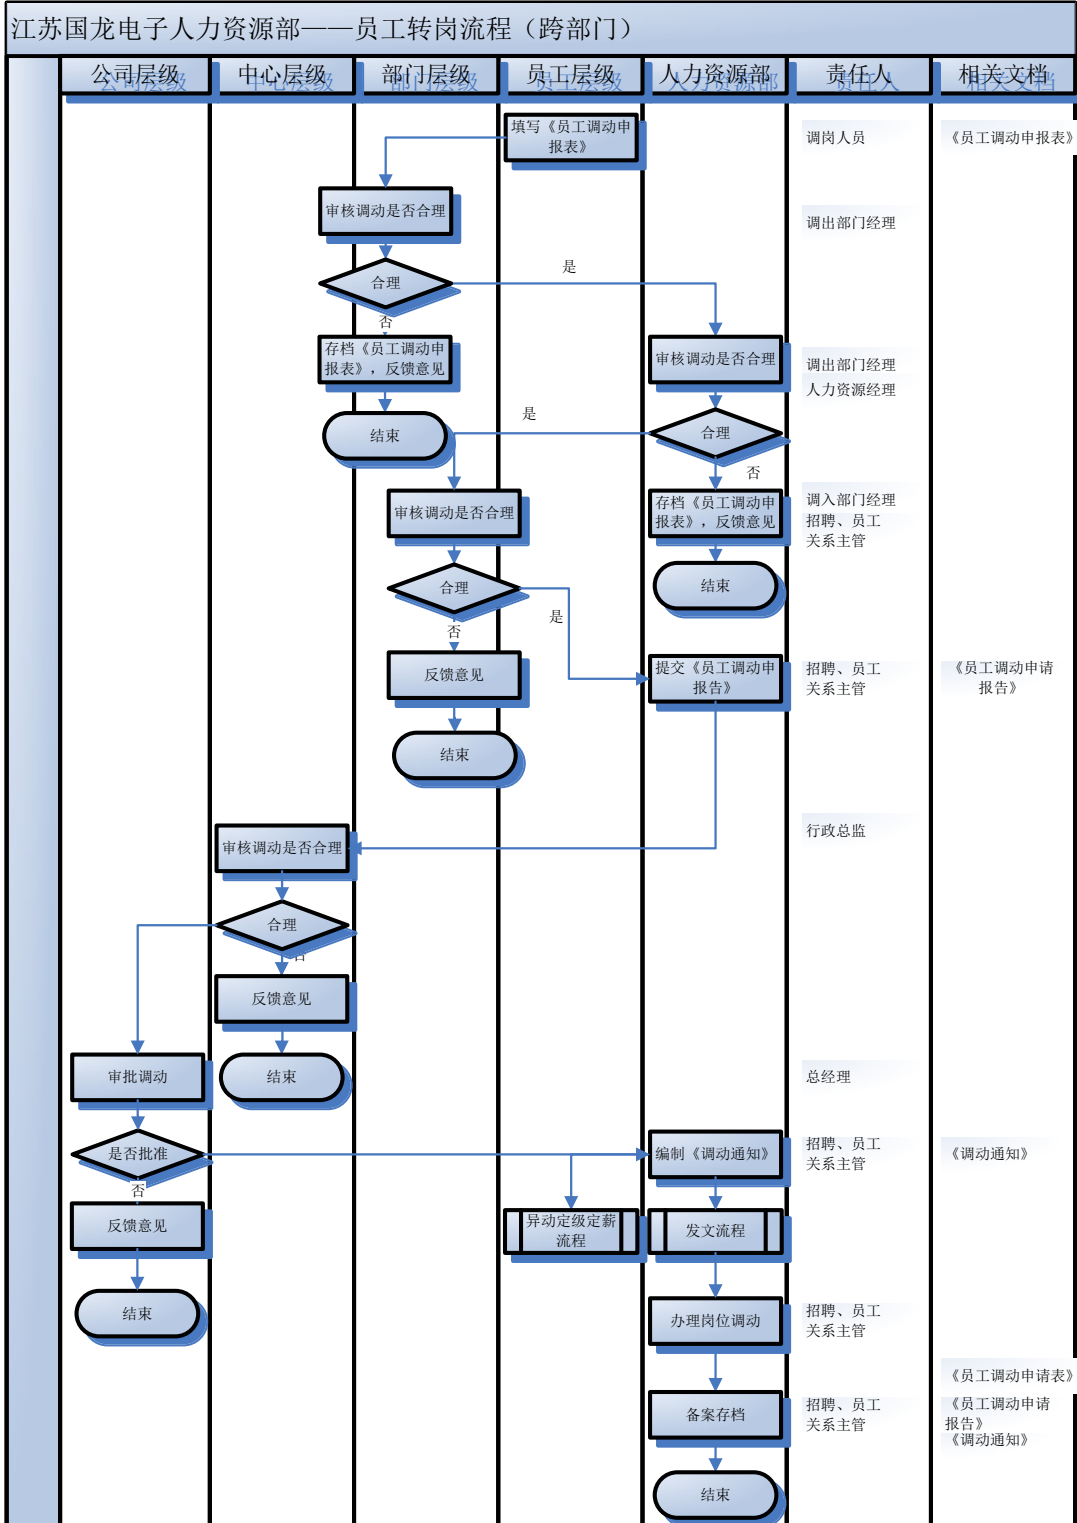 江苏国龙电子人力资源部——员工转岗流程（跨部门）
公司层级
中心层级
部门层级
员工层级
人力资源部
责任人
相关文档
填写《员工调动申
报表》
调岗人员
《员工调动申报表》
审核调动是否合理
调出部门经理
合理
是
否
存档《员工调动申
报表》，反馈意见
审核调动是否合理
调出部门经理
人力资源经理
结束
是
合理
否
审核调动是否合理
存档《员工调动申
报表》，反馈意见
调入部门经理
招聘、员工
关系主管
合理
结束
是
否
反馈意见
提交《员工调动申
报告》
招聘、员工
关系主管
《员工调动申请
报告》
结束
审核调动是否合理
行政总监
合理
否
反馈意见
审批调动
结束
总经理
是否批准
编制《调动通知》
招聘、员工
关系主管
《调动通知》
否
反馈意见
异动定级定薪
流程
发文流程
结束
办理岗位调动
招聘、员工
关系主管
《员工调动申请表》
备案存档
招聘、员工
关系主管
《员工调动申请
报告》
《调动通知》
结束